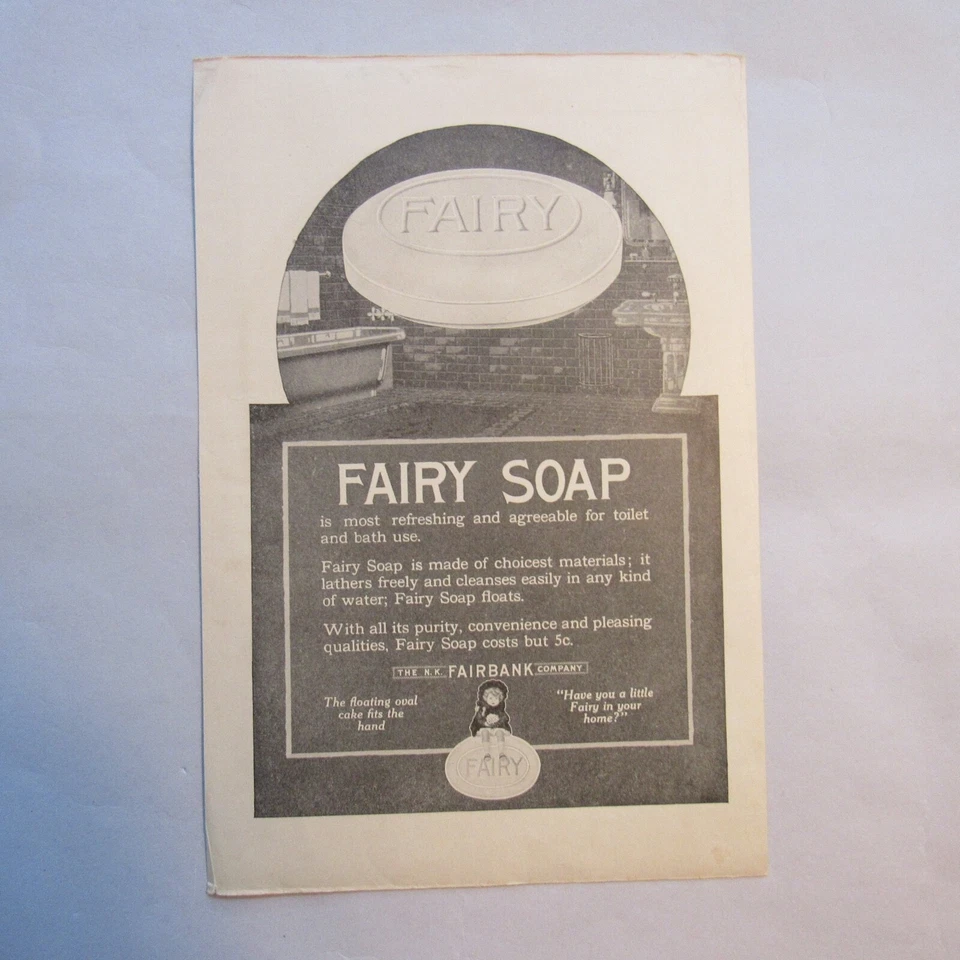 FAIRY
FAIRY SOAP
is most refreshing and agreeable for toilet
and bath use.
Fairy Soap is made of choicest materials; it
lathers freely and cleanses easily in any kind
of water; Fairy Soap floats.
With all its purity, convenience and pleasing
qualities, Fairy Soap costs but 5c.
THE N.K. FAIRBANK COMPANY
The floating oval
cake fits the
hand
"Have you a little
Fairy in your
home?"
FAIRY